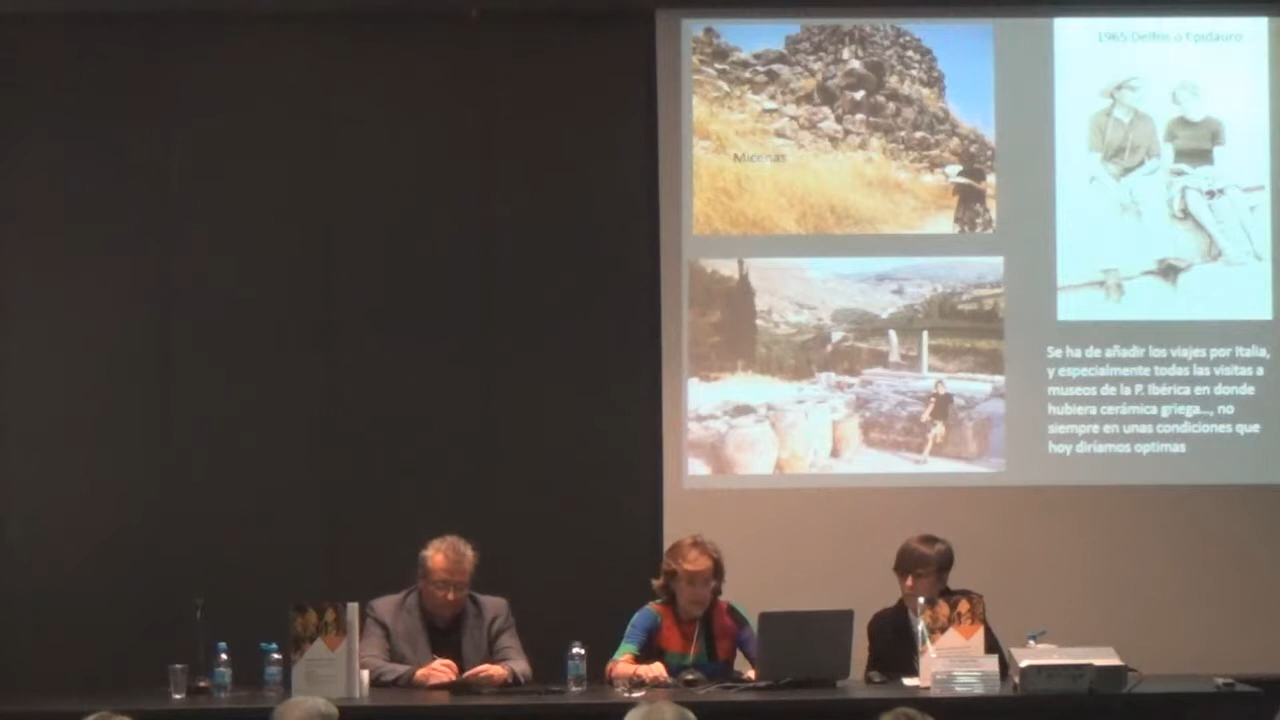 1965 Delfos o Epidauro
Micenas
Se ha de añadir los viajes por Italia,
y especialmente todas las visitas a
museos de la P. Ibérica en donde
hubiera cerámica griega..., no
siempre en unas condiciones que
hoy diríamos optimas